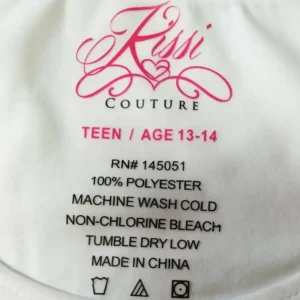 Kissi
COUTURE
TEEN / AGE 13-14
RN# 145051
100% POLYESTER
MACHINE WASH COLD
NON-CHLORINE BLEACH
TUMBLE DRY LOW
MADE IN CHINA